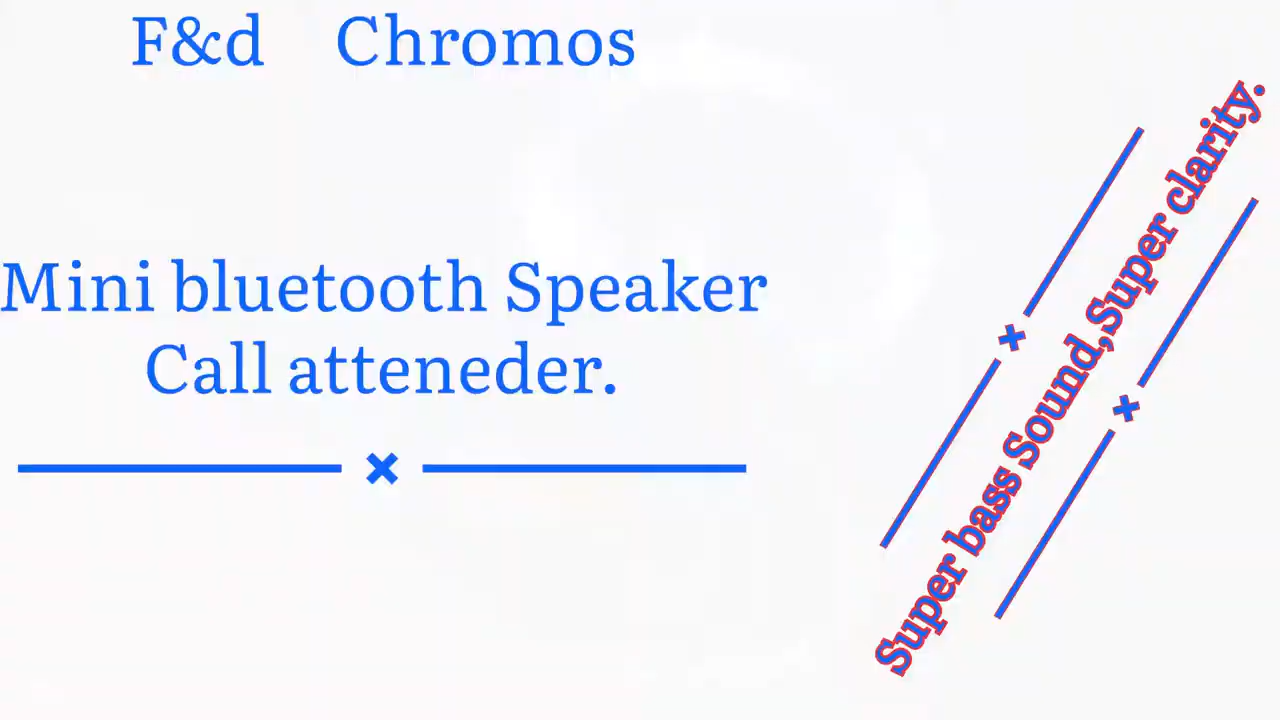 F&d Chromos
Mini bluetooth Speaker
Call atteneder.
Super bass Sound,Super clarity.